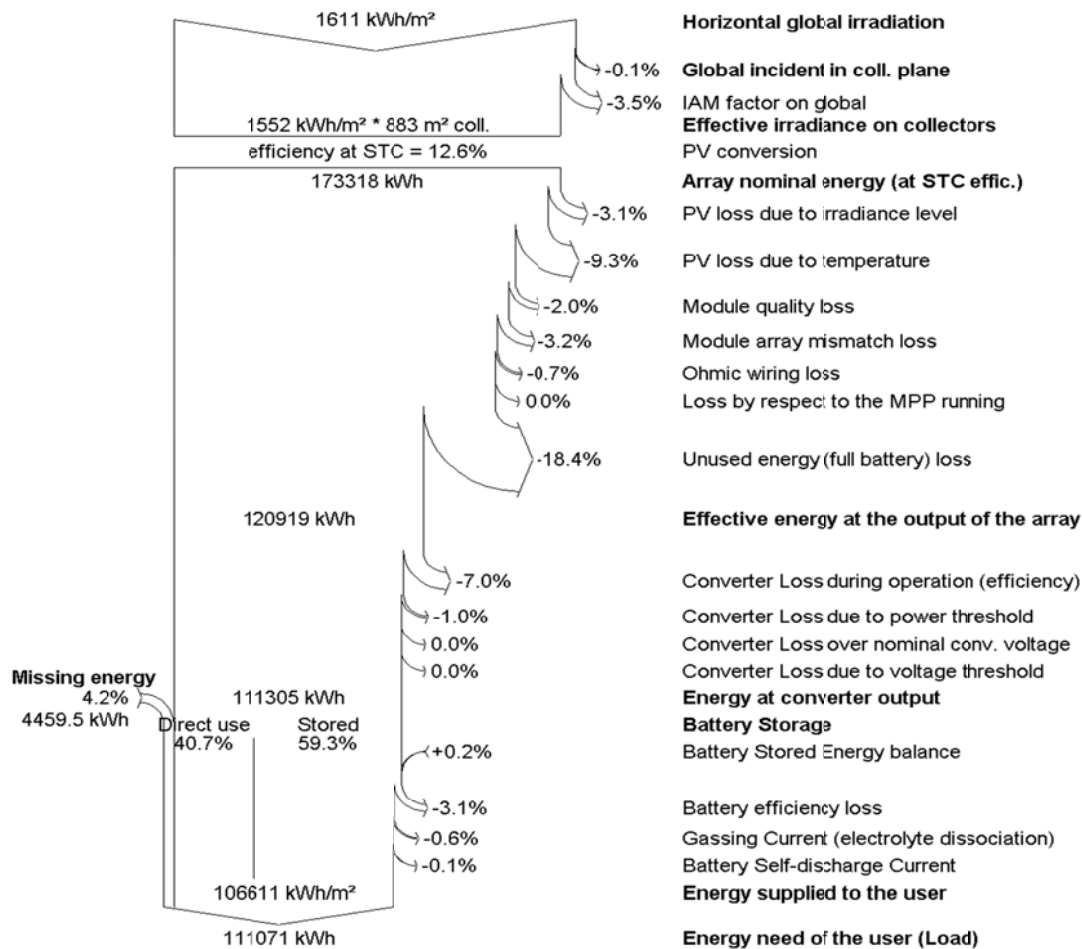 1611 kWh/m² Horizontal global irradiation
-0.1% Global incident in coll. plane
-3.5% IAM factor on global
1552 kWh/m² * 883 m² coll. Effective irradiance on collectors
efficiency at STC = 12.6% PV conversion
173318 kWh Array nominal energy (at STC effic.)
-3.1% PV loss due to irradiance level
-9.3% PV loss due to temperature
-2.0% Module quality loss
-3.2% Module array mismatch loss
-0.7% Ohmic wiring loss
0.0% Loss by respect to the MPP running
-18.4% Unused energy (full battery) loss
120919 kWh Effective energy at the output of the array
-7.0% Converter Loss during operation (efficiency)
-1.0% Converter Loss due to power threshold
0.0% Converter Loss over nominal conv. voltage
0.0% Converter Loss due to voltage threshold
Missing energy
4.2% 111305 kWh Energy at converter output
4459.5 kWh Direct use Stored Battery Storage
40.7% 59.3%
+0.2% Battery Stored Energy balance
-3.1% Battery efficiency loss
-0.6% Gassing Current (electrolyte dissociation)
-0.1% Battery Self-discharge Current
106611 kWh/m² Energy supplied to the user
111071 kWh Energy need of the user (Load)